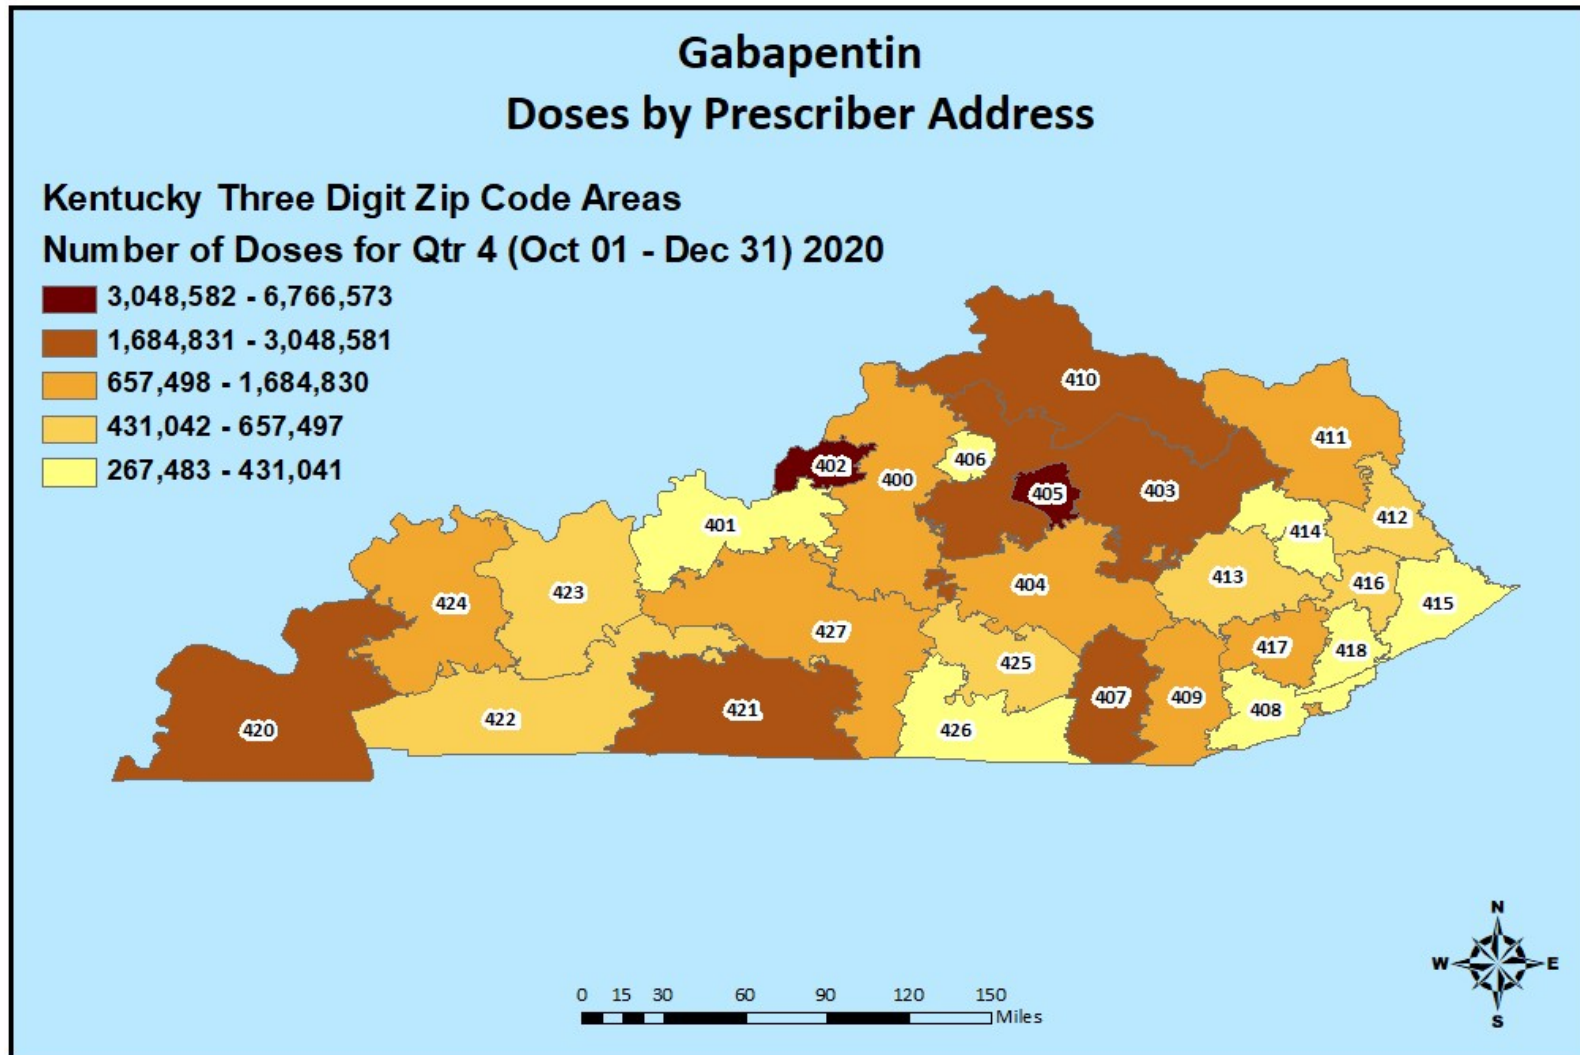 Gabapentin
Doses by Prescriber Address
Kentucky Three Digit Zip Code Areas
Number of Doses for Qtr 4 (Oct 01 - Dec 31) 2020
3,048,582 - 6,766,573
1,684,831 - 3,048,581
657,498 - 1,684,830
431,042 - 657,497
267,483 - 431,041
410
411
406
402
400
405
403
401
412
414
404
413
416
415
423
424
427
417
418
425
407
409
408
421
422
420
426
N
W E
S
0 15 30 60 90 120 150
Miles